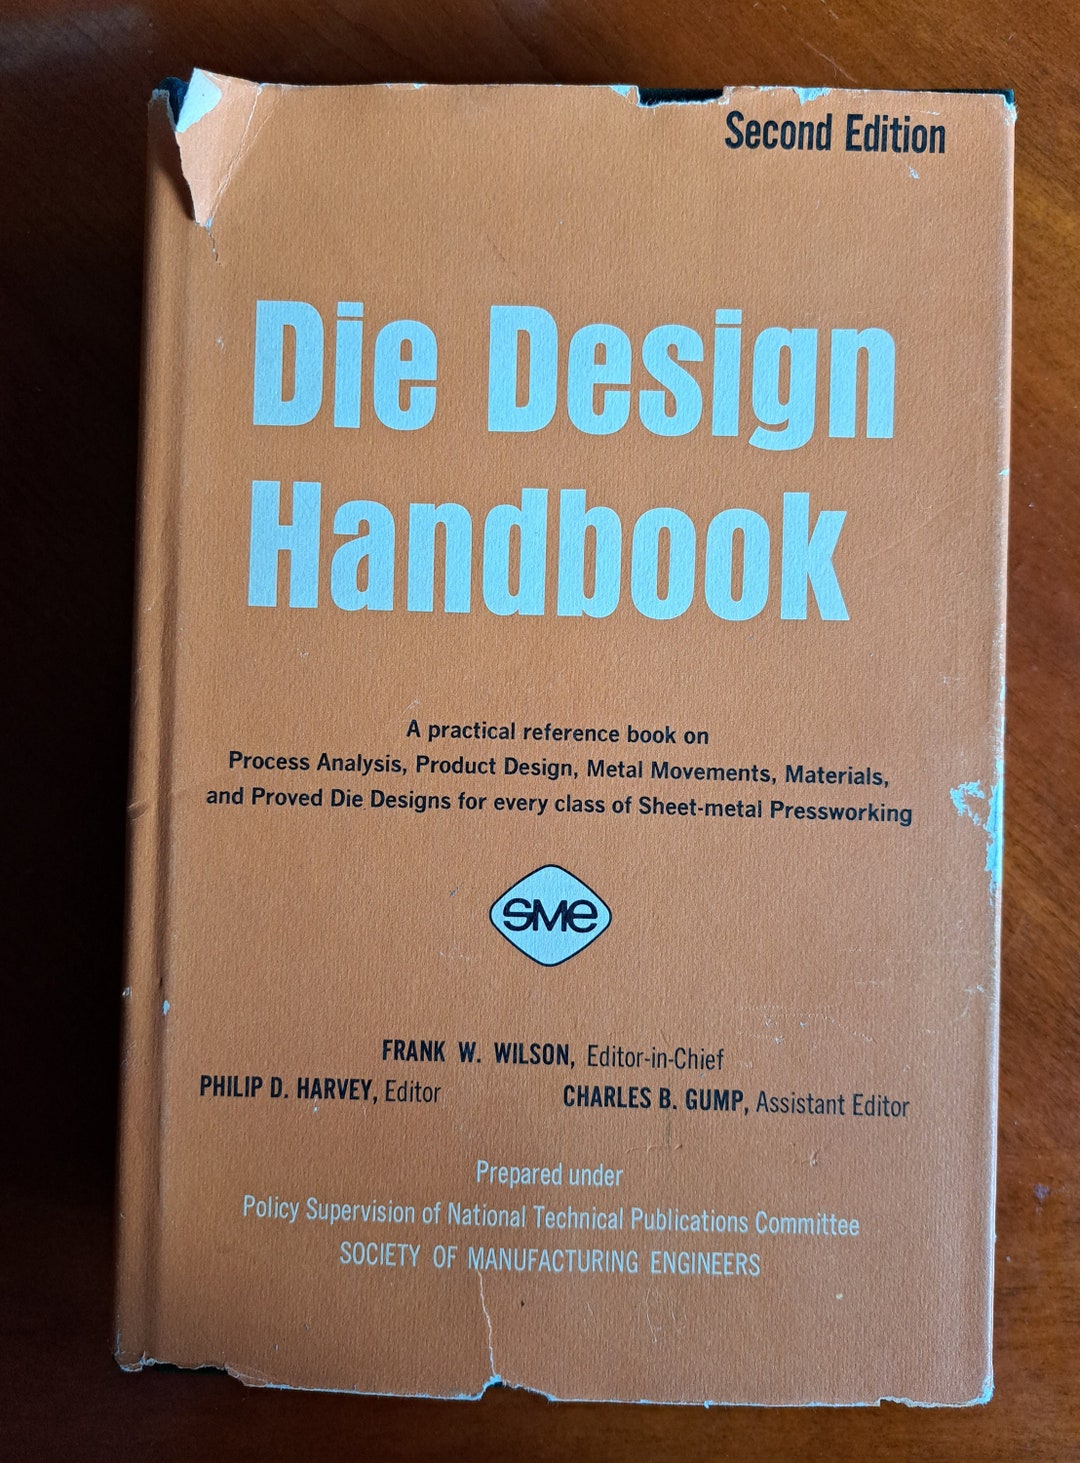 Second Edition
Die Design
Handbook
A practical reference book on
Process Analysis, Product Design, Metal Movements, Materials,
and Proved Die Designs for every class of Sheet-metal Pressworking
SMe
FRANK W. WILSON, Editor-in-Chief
PHILIP D. HARVEY, Editor CHARLES B. GUMP, Assistant Editor
Prepared under
Policy Supervision of National Technical Publications Committee
SOCIETY OF MANUFACTURING ENGINEERS